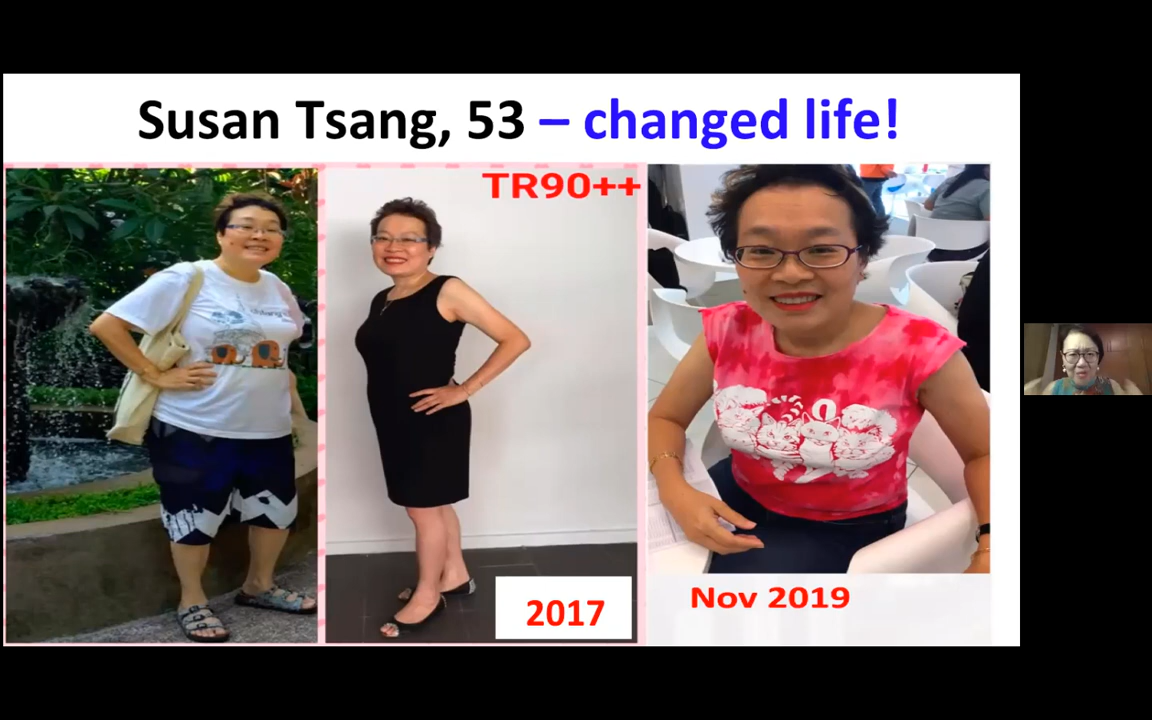 Susan Tsang, 53 – changed life!
TR90++
2017
Nov 2019